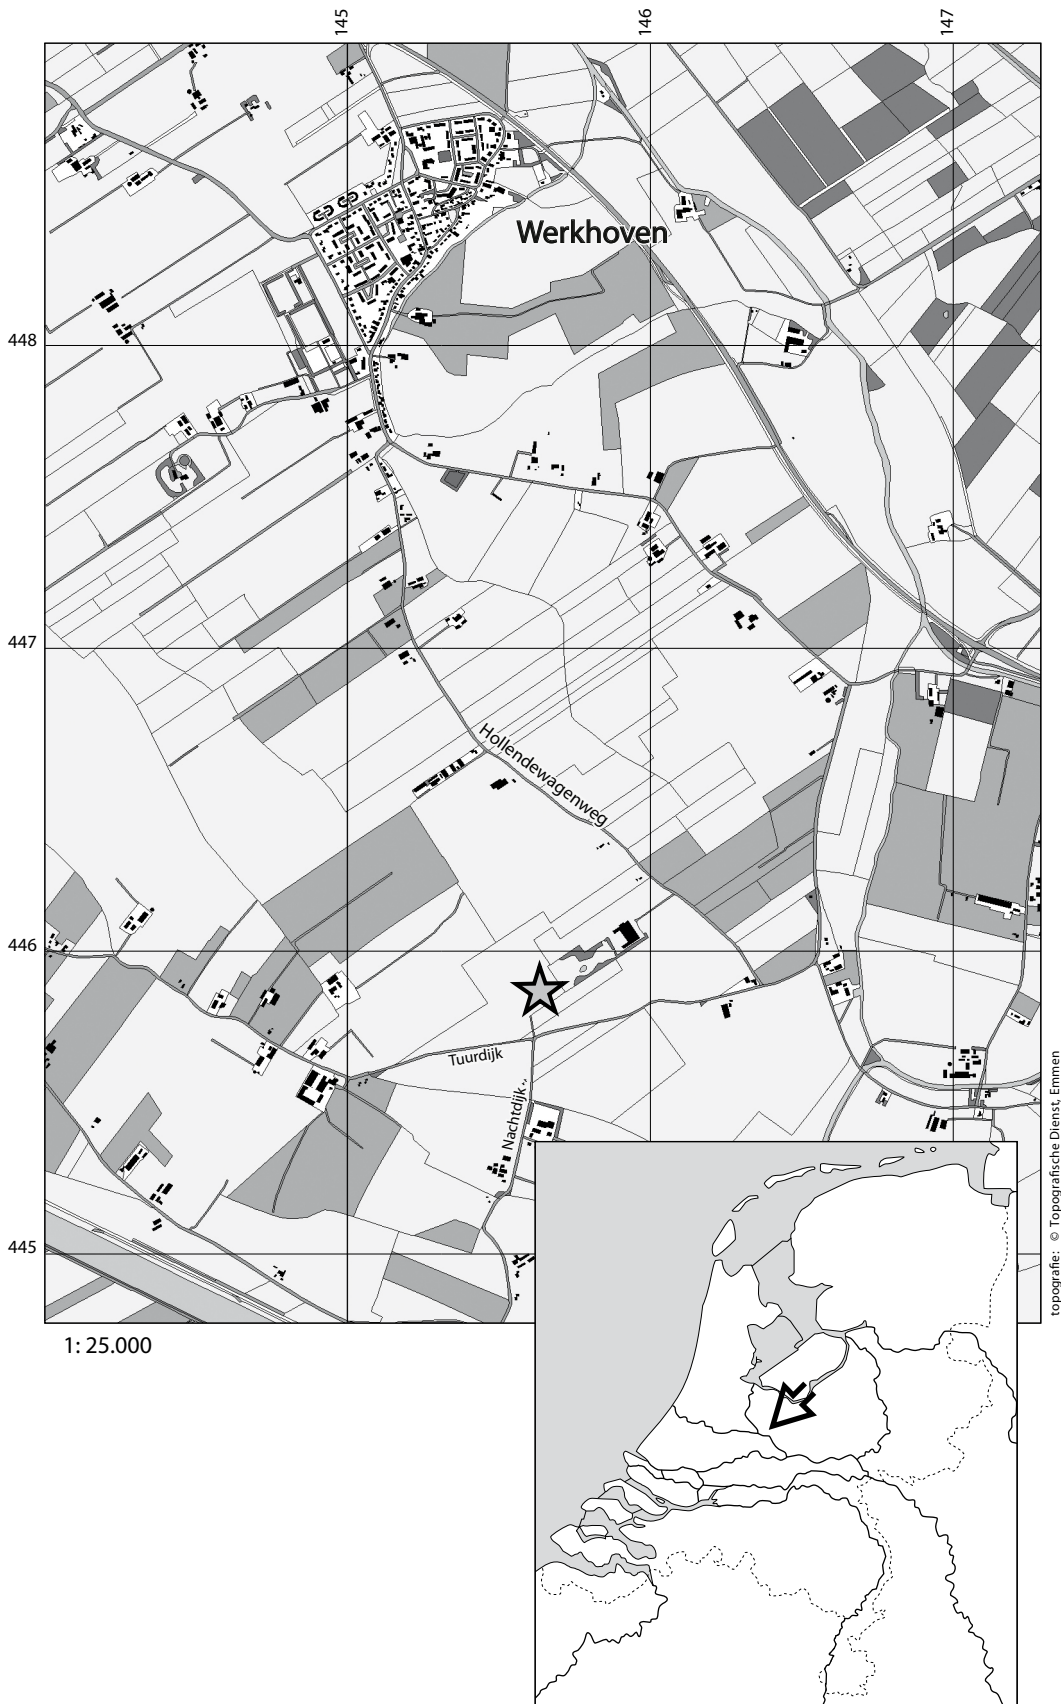 145
146
147
Werkhoven
448
447
Hollendewagenweg
446
Tuurdijk
Nachtdijk
445
1: 25.000
topografie: © Topografische Dienst, Emmen